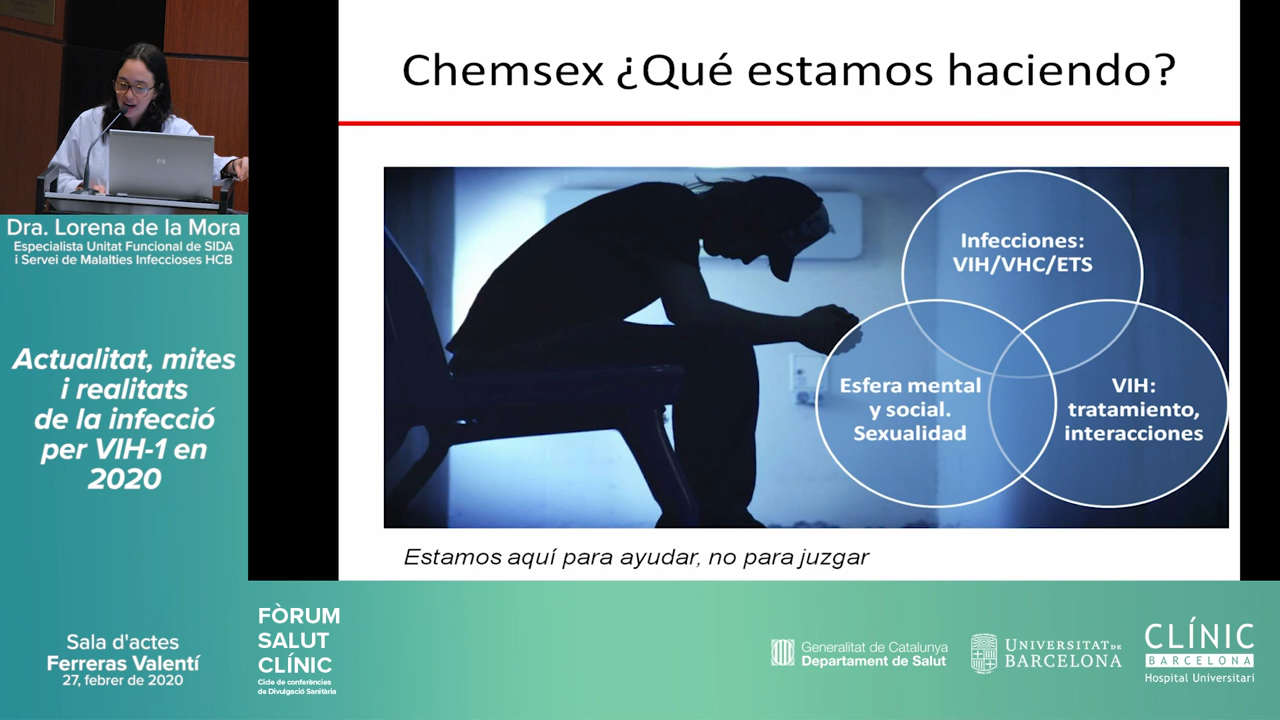 Chemsex ¿Qué estamos haciendo?
Infecciones:
VIH/VHC/ETS
Esfera mental
y social.
Sexualidad
VIH:
tratamiento,
interacciones
Estamos aquí para ayudar, no para juzgar
Dra. Lorena de la Mora
Especialista Unitat Funcional de SIDA
i Servei de Malalties Infeccioses HCB
Actualitat, mites
i realitats
de la infecció
per VIH-1 en
2020
Sala d'actes
Ferreras Valentí
27, febrer de 2020
FÒRUM
SALUT
CLÍNIC
Cicle de conferències
de Divulgació Sanitària
Generalitat de Catalunya
Departament de Salut
UNIVERSITAT DE
BARCELONA
CLÍNIC
BARCELONA
Hospital Universitari